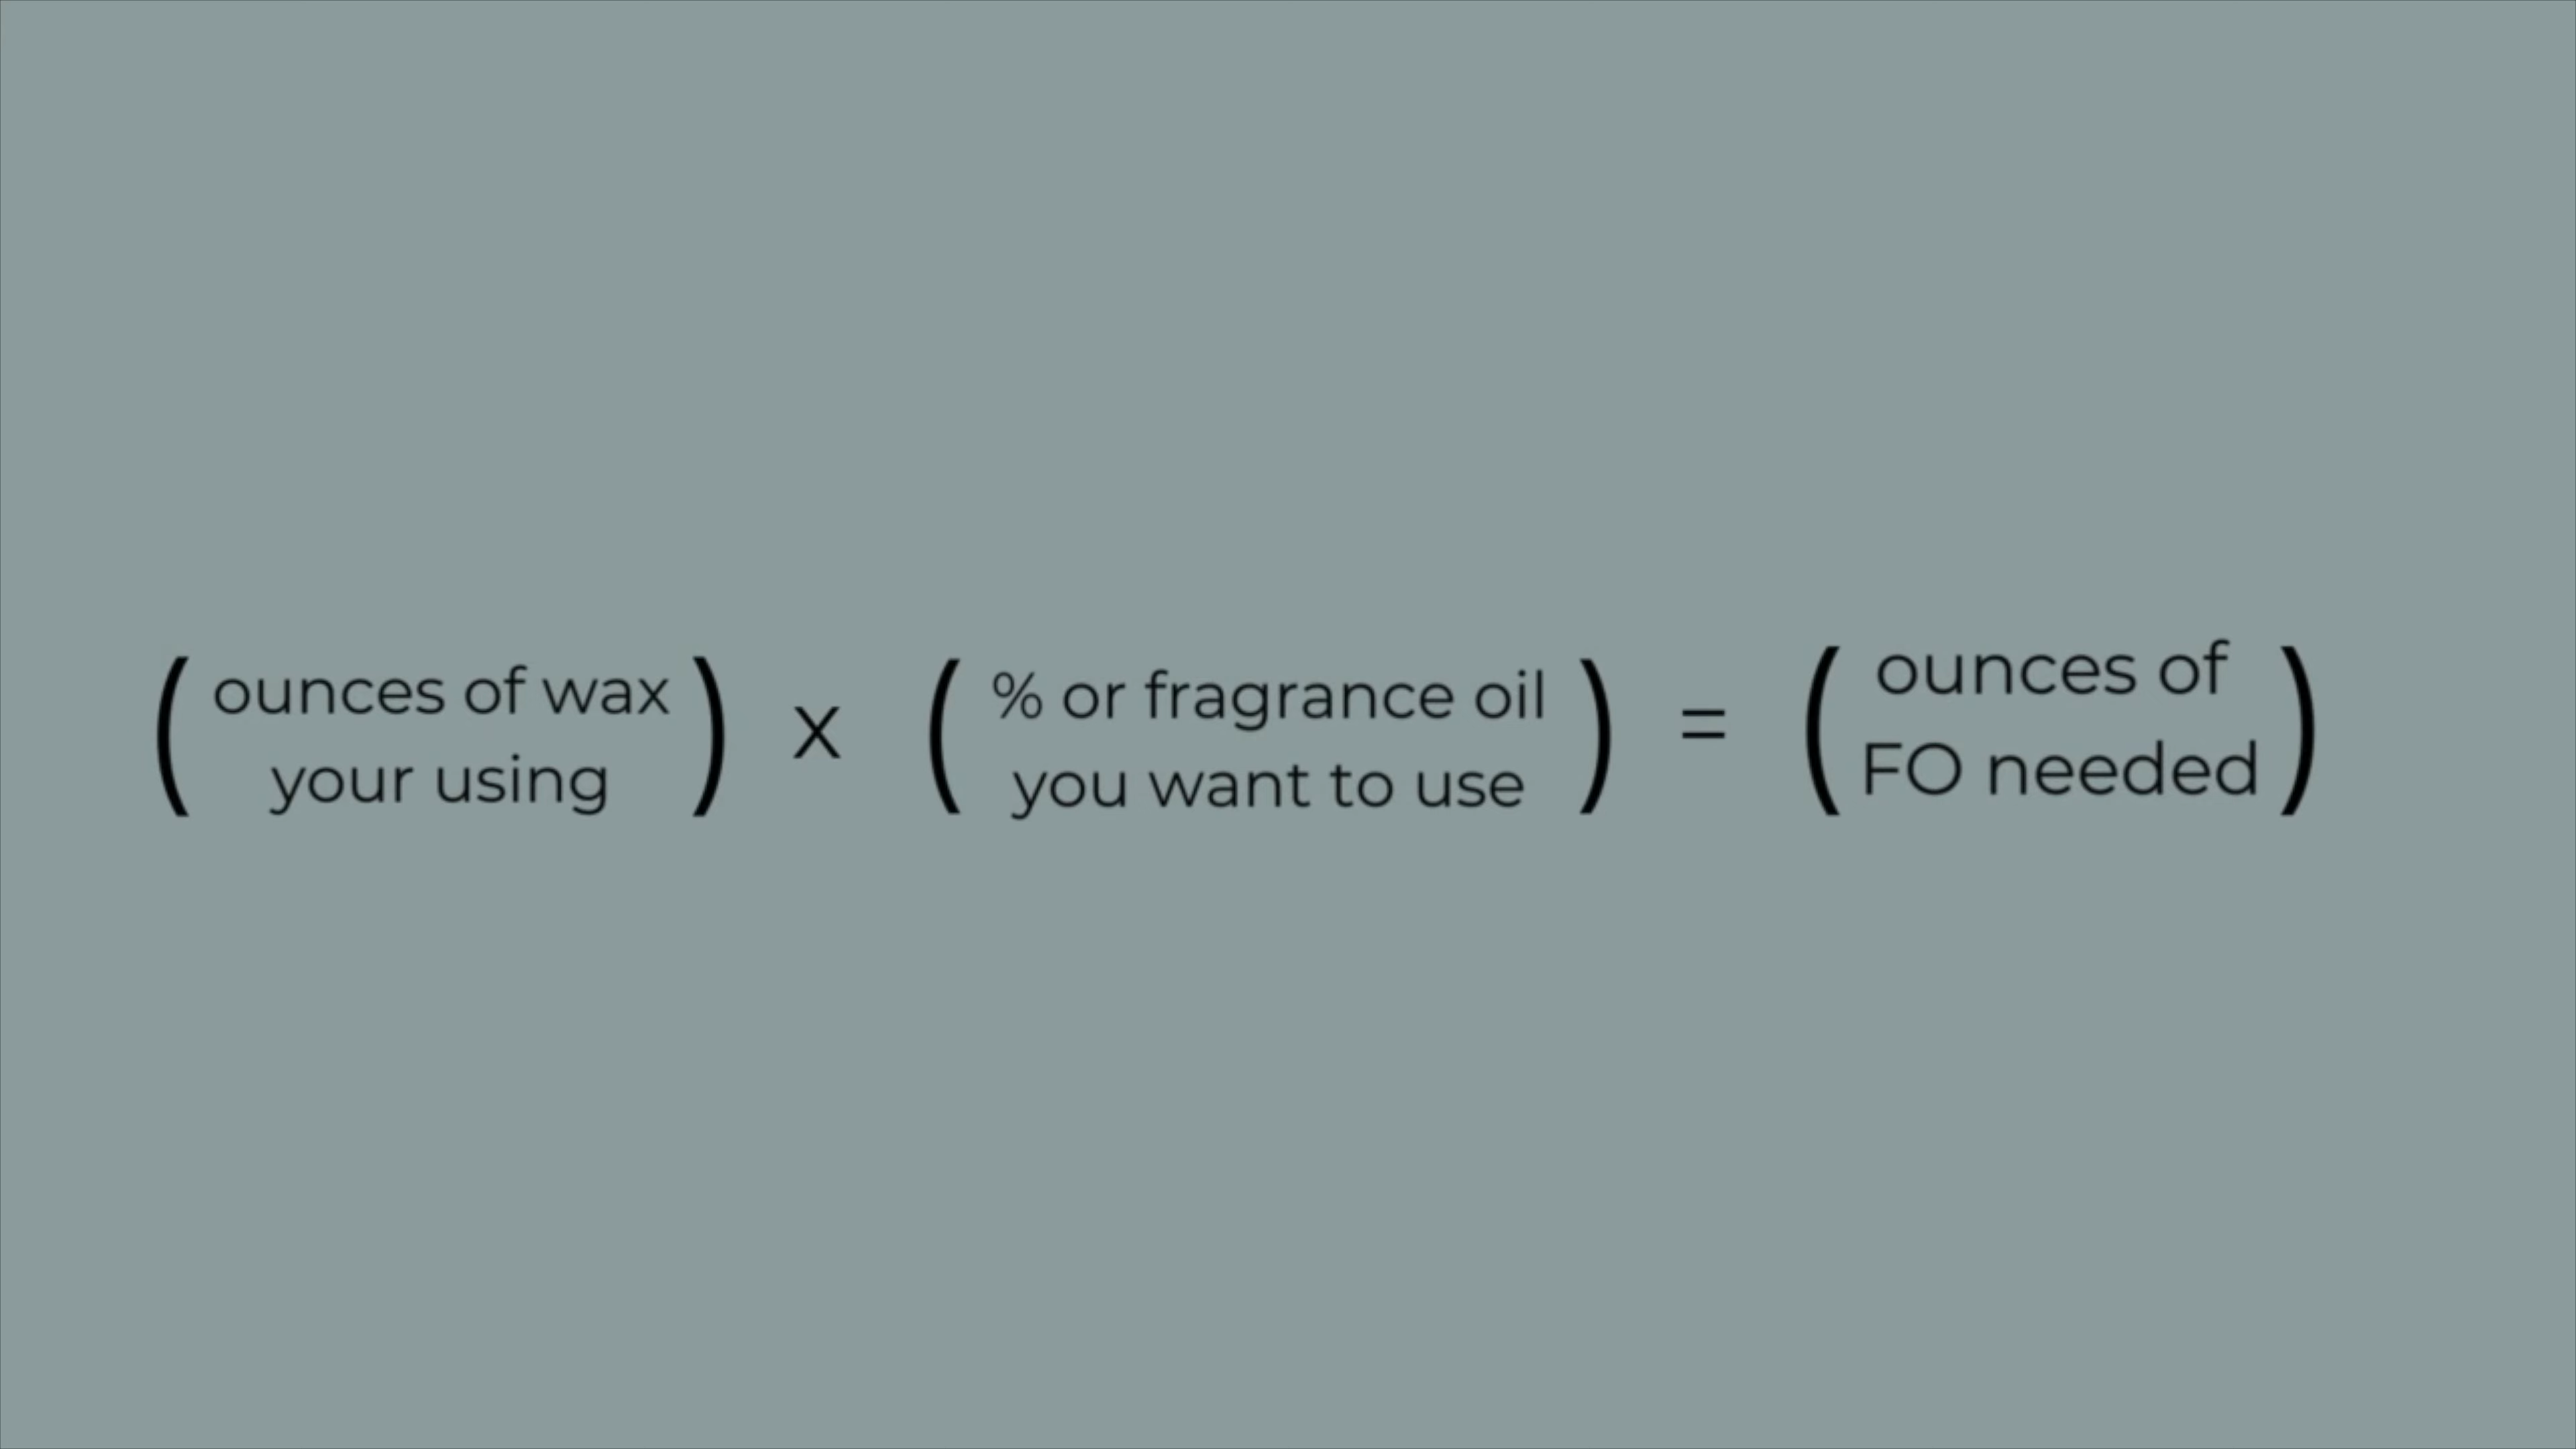 ( ounces of wax
your using ) x ( % or fragrance oil
you want to use ) = ( ounces of
FO needed )